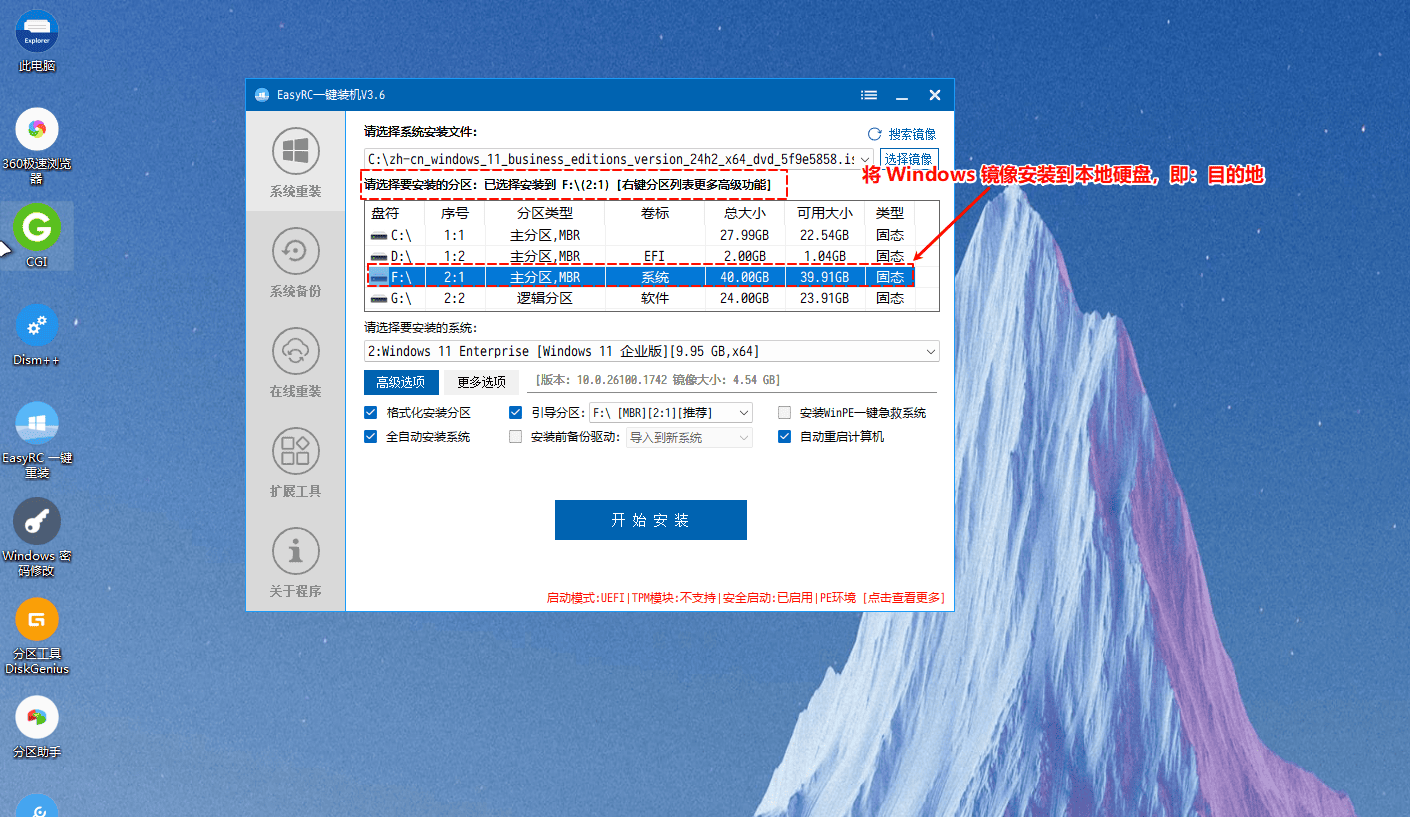 Explorer
此电脑
360极速浏览
器
CGI
Dism++
EasyRC 一键
重装
Windows 密
码修改
分区工具
DiskGenius
分区助手
EasyRC一键装机V3.6
系统重装
系统备份
在线重装
扩展工具
关于程序
请选择系统安装文件:
搜索镜像
C:\zh-cn_windows_11_business_editions_version_24h2_x64_dvd_5f9e5858.is
选择镜像
请选择要安装的分区: 已选择安装到 F:\(2:1) [右键分区列表更多高级功能]
将 Windows 镜像安装到本地硬盘，即：目的地
盘符 序号 分区类型 卷标 总大小 可用大小 类型
C:\ 1:1 主分区,MBR 27.99GB 22.54GB 固态
D:\ 1:2 主分区,MBR EFI 2.00GB 1.04GB 固态
F:\ 2:1 主分区,MBR 系统 40.00GB 39.91GB 固态
G:\ 2:2 逻辑分区 软件 24.00GB 23.91GB 固态
请选择要安装的系统:
2:Windows 11 Enterprise [Windows 11 企业版][9.95 GB,x64]
高级选项 更多选项 [版本: 10.0.26100.1742 镜像大小: 4.54 GB]
格式化安装分区 引导分区: F:\ [MBR][2:1][推荐] 安装WinPE一键急救系统
全自动安装系统 安装前备份驱动: 导入到新系统 自动重启计算机
开 始 安 装
启动模式:UEFI|TPM模块:不支持|安全启动:已启用|PE环境 [点击查看更多]